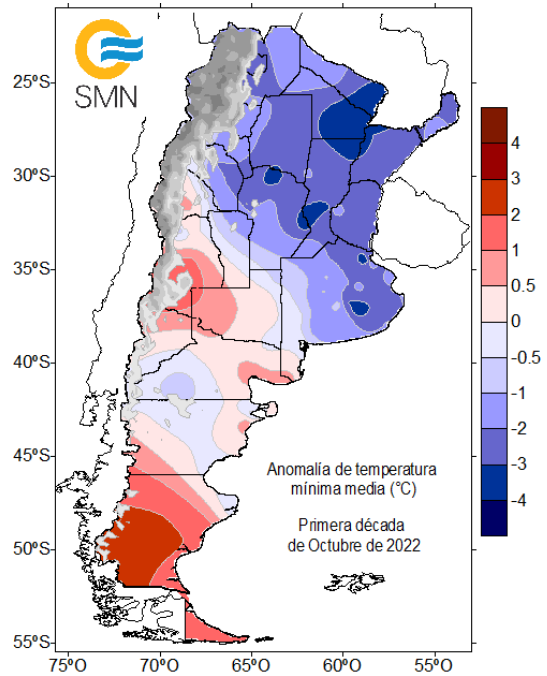 SMN
25ºS
30ºS
35ºS
40ºS
45ºS
50ºS
55ºS
75ºO
70ºO
65ºO
60ºO
55ºO
4
3
2
1
0.5
0
-0.5
-1
-2
-3
-4
Anomalía de temperatura
mínima media (°C)
Primera década
de Octubre de 2022